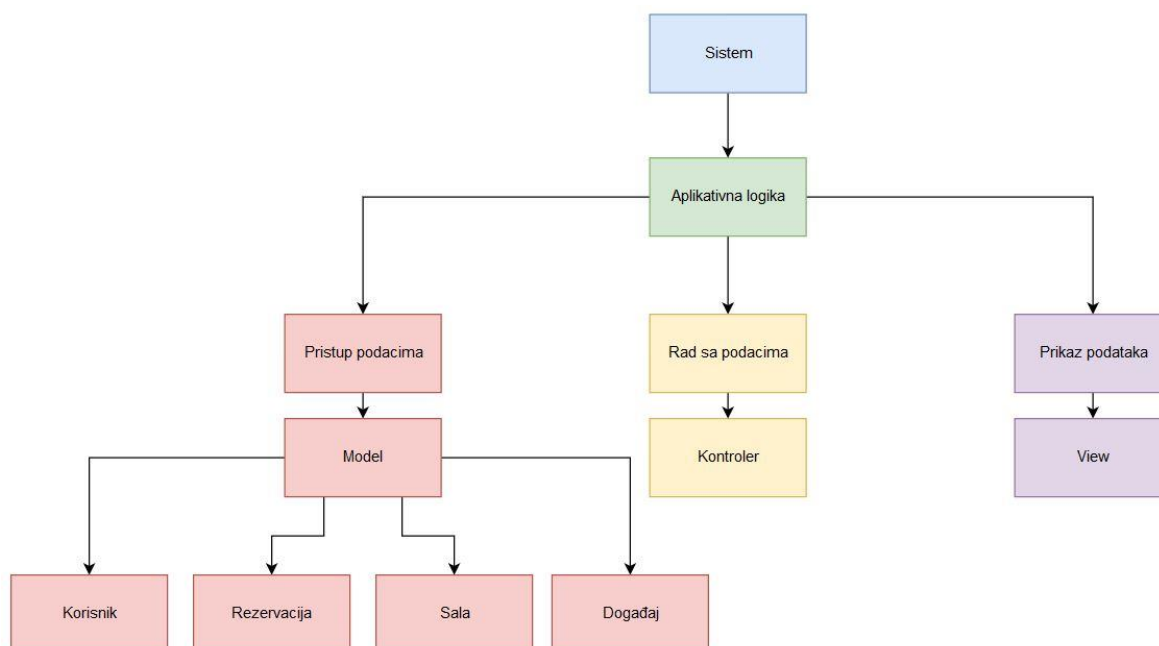 Sistem
Aplikativna logika
Pristup podacima
Rad sa podacima
Prikaz podataka
Model
Kontroler
View
Korisnik
Rezervacija
Sala
Događaj